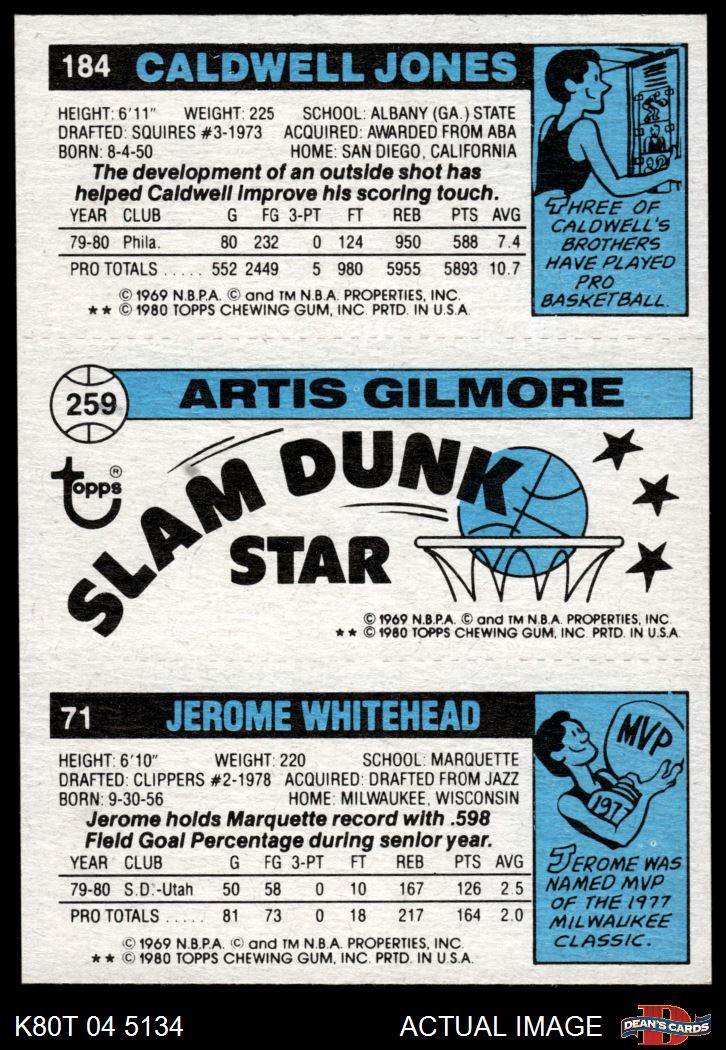 184 CALDWELL JONES
HEIGHT: 6'11" WEIGHT: 225 SCHOOL: ALBANY (GA.) STATE
DRAFTED: SQUIRES #3-1973 ACQUIRED: AWARDED FROM ABA
BORN: 8-4-50 HOME: SAN DIEGO, CALIFORNIA
The development of an outside shot has
helped Caldwell improve his scoring touch.
YEAR CLUB G FG 3-PT FT REB PTS AVG
79-80 Phila. 80 232 0 124 950 588 7.4
PRO TOTALS ..... 552 2449 5 980 5955 5893 10.7
© 1969 N.B.P.A. © and TM N.B.A. PROPERTIES, INC.
** © 1980 TOPPS CHEWING GUM, INC. PRTD. IN U.S.A.
THREE OF
CALDWELL'S
BROTHERS
HAVE PLAYED
PRO
BASKETBALL.
259 ARTIS GILMORE
Topps®
SLAM DUNK
STAR
© 1969 N.B.P.A. © and TM N.B.A. PROPERTIES, INC.
** © 1980 TOPPS CHEWING GUM, INC. PRTD. IN U.S.A.
71 JEROME WHITEHEAD
HEIGHT: 6'10" WEIGHT: 220 SCHOOL: MARQUETTE
DRAFTED: CLIPPERS #2-1978 ACQUIRED: DRAFTED FROM JAZZ
BORN: 9-30-56 HOME: MILWAUKEE, WISCONSIN
Jerome holds Marquette record with .598
Field Goal Percentage during senior year.
YEAR CLUB G FG 3-PT FT REB PTS AVG
79-80 S.D.-Utah 50 58 0 10 167 126 2.5
PRO TOTALS ..... 81 73 0 18 217 164 2.0
© 1969 N.B.P.A. © and TM N.B.A. PROPERTIES, INC.
** © 1980 TOPPS CHEWING GUM, INC. PRTD. IN U.S.A.
MVP
1977
JEROME WAS
NAMED MVP
OF THE 1977
MILWAUKEE
CLASSIC.
K80T 04 5134 ACTUAL IMAGE
D
DEAN'S CARDS